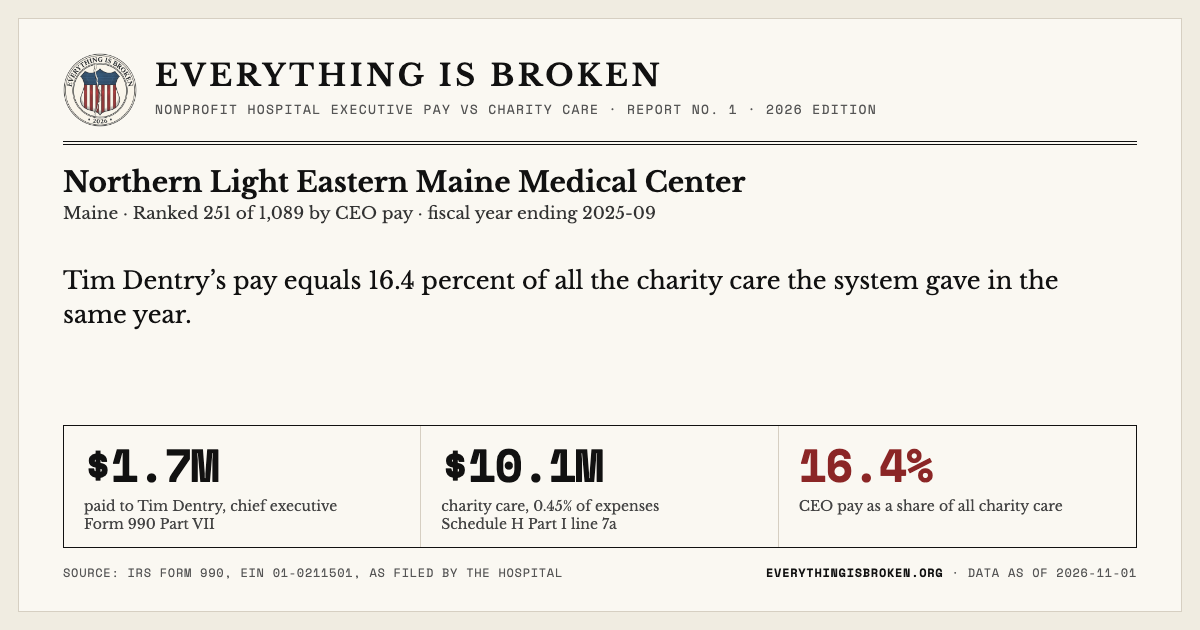 EVERYTHING IS BROKEN
· 2026 ·
EVERYTHING IS BROKEN
NONPROFIT HOSPITAL EXECUTIVE PAY VS CHARITY CARE · REPORT NO. 1 · 2026 EDITION
Northern Light Eastern Maine Medical Center
Maine · Ranked 251 of 1,089 by CEO pay · fiscal year ending 2025-09
Tim Dentry’s pay equals 16.4 percent of all the charity care the system gave in the
same year.
$1.7M
paid to Tim Dentry, chief executive
Form 990 Part VII
$10.1M
charity care, 0.45% of expenses
Schedule H Part I line 7a
16.4%
CEO pay as a share of all charity care
SOURCE: IRS FORM 990, EIN 01-0211501, AS FILED BY THE HOSPITAL
EVERYTHINGISBROKEN.ORG · DATA AS OF 2026-11-01